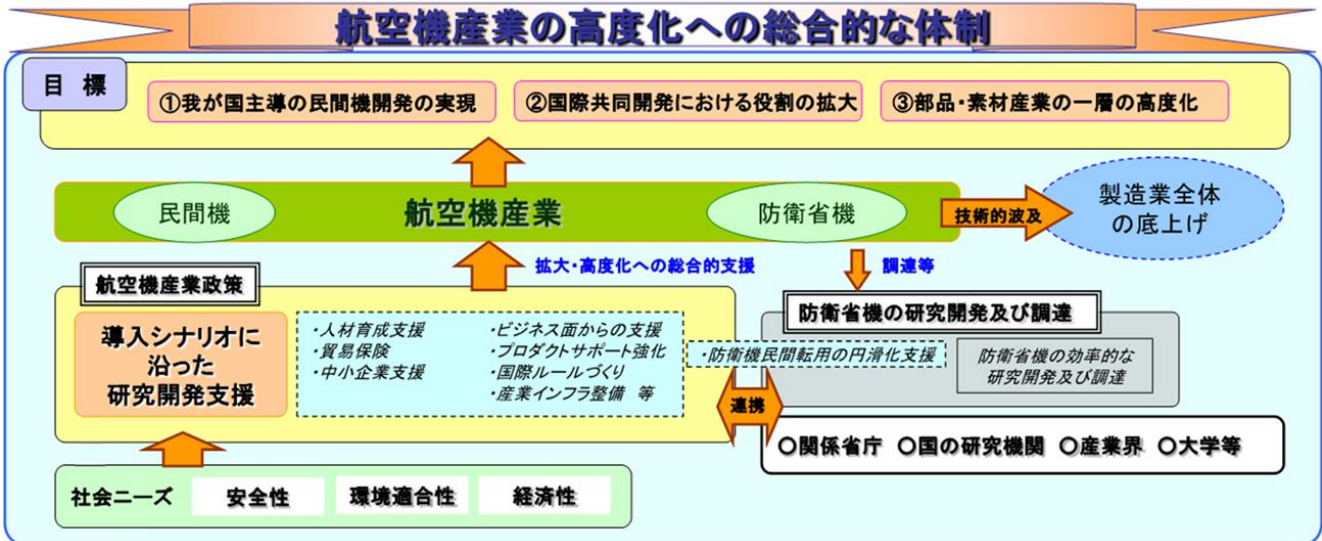 航空機産業の高度化への総合的な体制
目 標
①我が国主導の民間機開発の実現
②国際共同開発における役割の拡大
③部品・素材産業の一層の高度化
民間機
航空機産業
防衛省機
技術的波及
製造業全体
の底上げ
拡大・高度化への総合的支援
調達等
航空機産業政策
導入シナリオに
沿った
研究開発支援
・人材育成支援
・貿易保険
・中小企業支援
・ビジネス面からの支援
・プロダクトサポート強化
・国際ルールづくり
・産業インフラ整備 等
防衛省機の研究開発及び調達
・防衛機民間転用の円滑化支援
防衛省機の効率的な
研究開発及び調達
連携
○関係省庁 ○国の研究機関 ○産業界 ○大学等
社会ニーズ
安全性
環境適合性
経済性